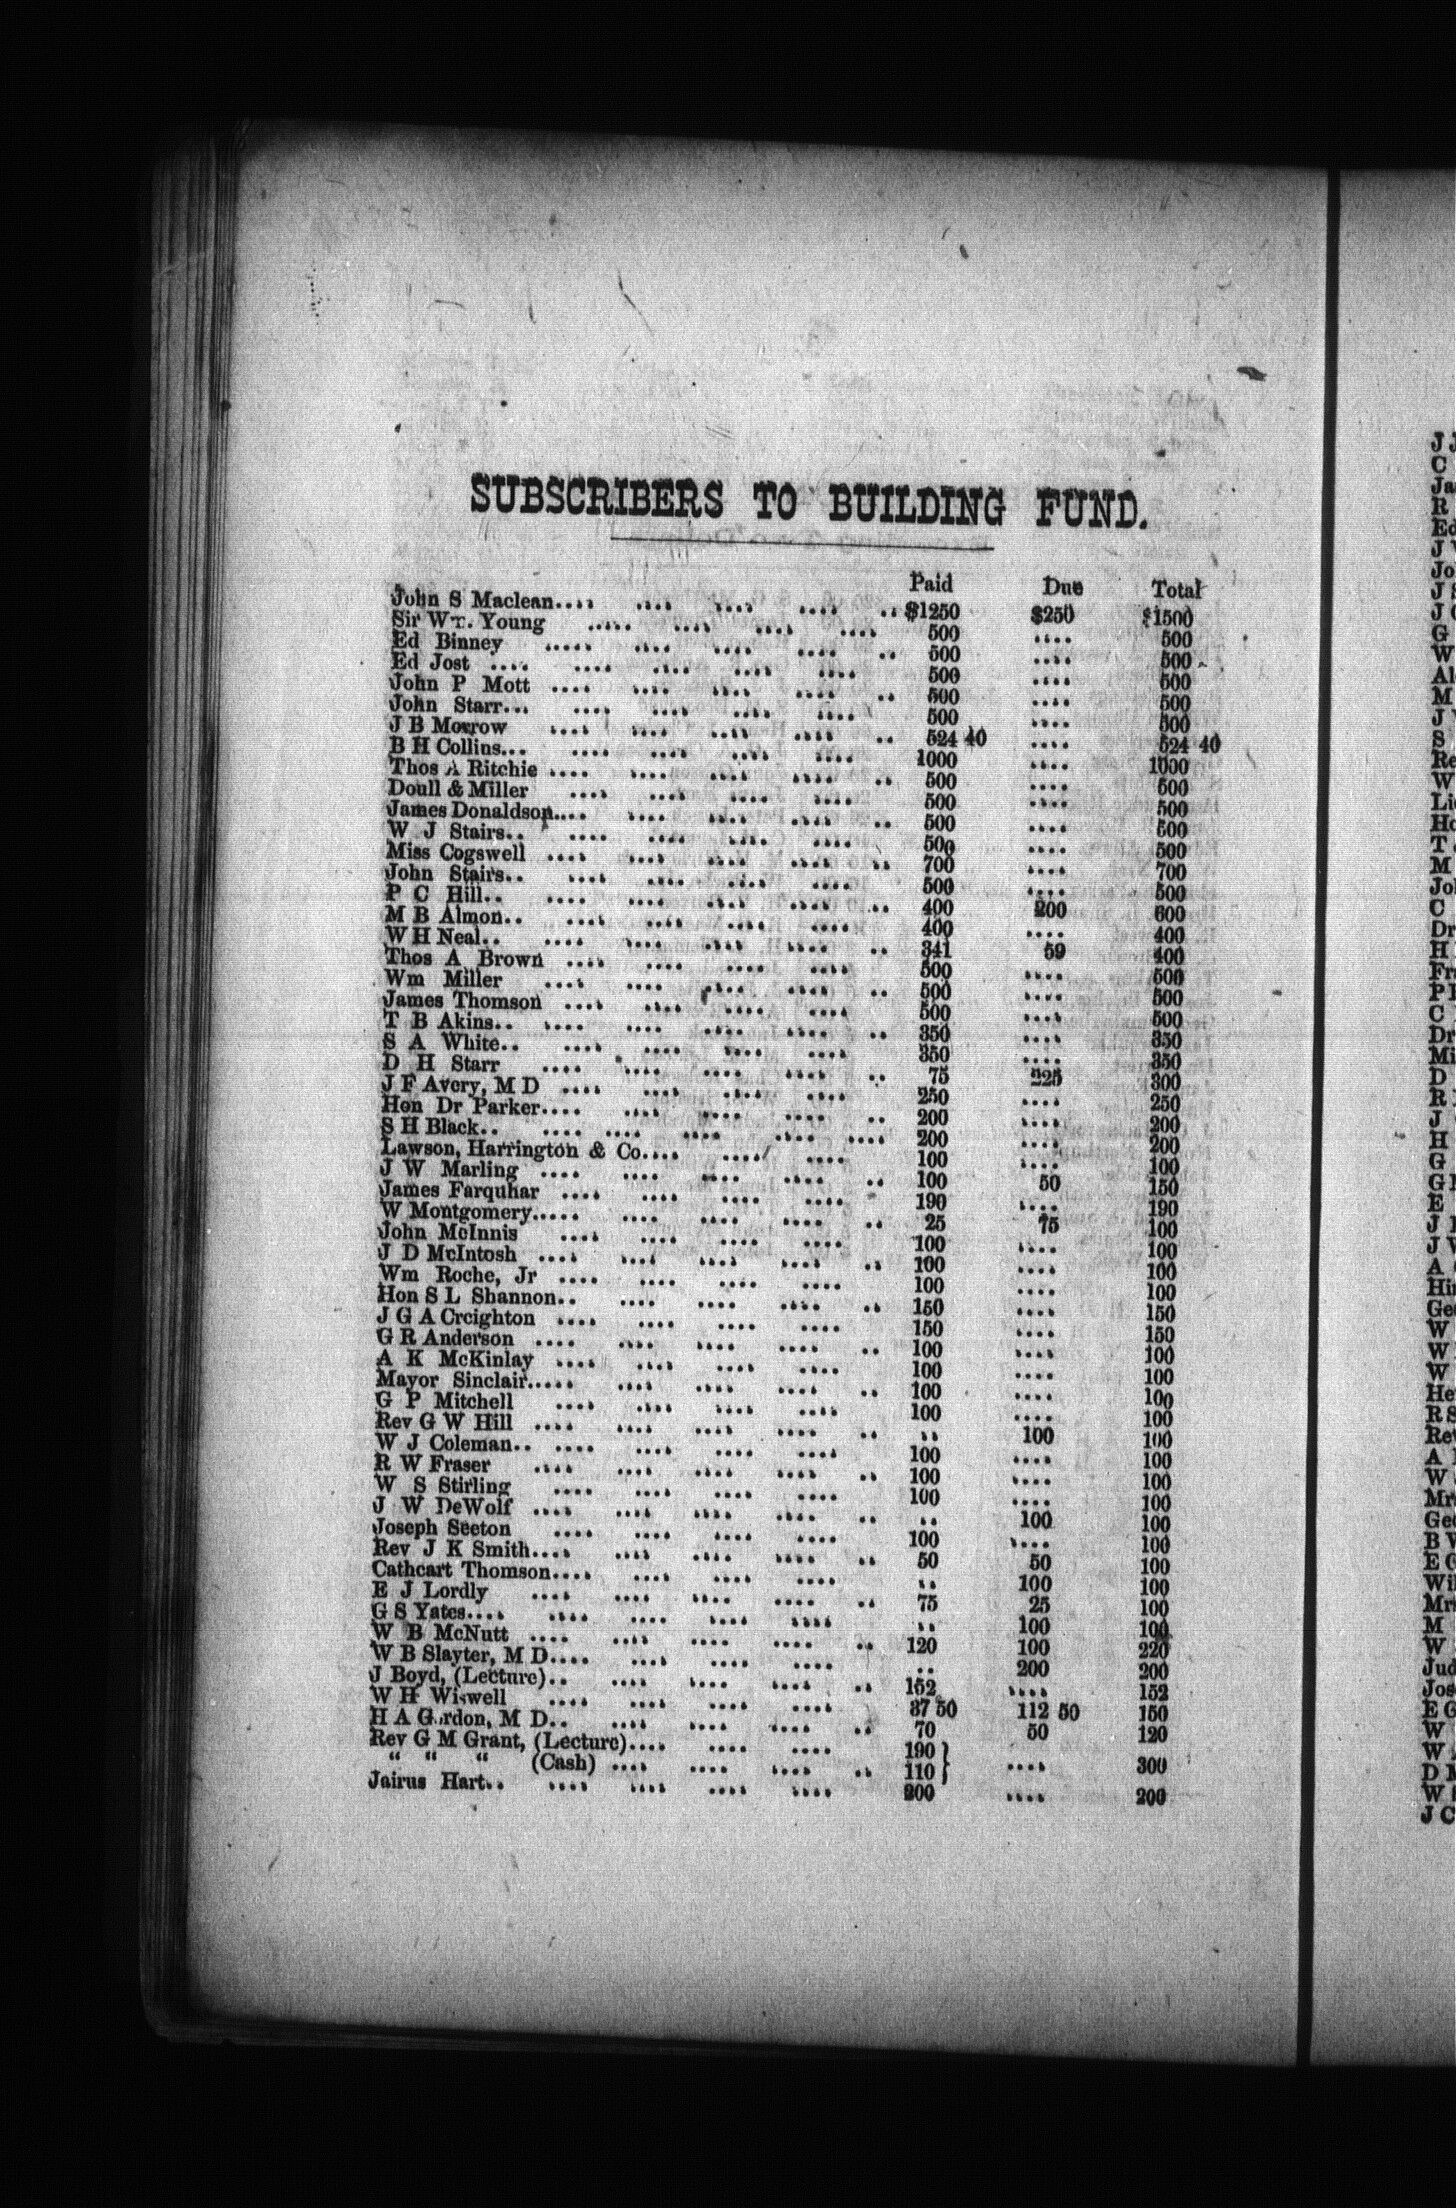 SUBSCRIBERS TO BUILDING FUND.
Paid Due Total
John S Maclean.... .... .... .... .. $1250 $250 $1500
Sir Wm. Young .... .... .... .... 500 .... 500
Ed Binney .... .... .... .... .. 500 .... 500
Ed Jost .... .... .... .... .... 500 .... 500
John P Mott .... .... .... .... .. 500 .... 500
John Starr... .... .... .... .... 500 .... 500
J B Morrow .... .... .... .... .. 524 40 .... 524 40
B H Collins... .... .... .... .... 1000 .... 1000
Thos A Ritchie .... .... .... .... .. 500 .... 500
Doull & Miller .... .... .... .... 500 .... 500
James Donaldson.... .... .... .... .. 500 .... 500
W J Stairs.. .... .... .... .... 500 .... 500
Miss Cogswell .... .... .... .... .. 700 .... 700
John Stairs.. .... .... .... .... 500 .... 500
P C Hill.. .... .... .... .... .. 400 200 600
M B Almon.. .... .... .... .... 400 .... 400
W H Neal.. .... .... .... .... .. 341 59 400
Thos A Brown .... .... .... .... 500 .... 500
Wm Miller .... .... .... .... .. 500 .... 500
James Thomson .... .... .... .... 500 .... 500
T B Akins.. .... .... .... .... .. 350 .... 350
S A White.. .... .... .... .... 350 .... 350
D H Starr .... .... .... .... .. 75 225 300
J F Avery, M D .... .... .... .... 250 .... 250
Hon Dr Parker.... .... .... .... .. 200 .... 200
S H Black.. .... .... .... .... .... 200 .... 200
Lawson, Harrington & Co.... .... .... 100 .... 100
J W Marling .... .... .... .... .. 100 50 150
James Farquhar .... .... .... .... 190 .... 190
W Montgomery..... .... .... .... .. 25 75 100
John McInnis .... .... .... .... 100 .... 100
J D McIntosh .... .... .... .... .. 100 .... 100
Wm Roche, Jr .... .... .... .... 100 .... 100
Hon S L Shannon.. .... .... .... .. 150 .... 150
J G A Creighton .... .... .... .... 150 .... 150
G R Anderson .... .... .... .... .. 100 .... 100
A K McKinlay .... .... .... .... 100 .... 100
Mayor Sinclair..... .... .... .... .. 100 .... 100
G P Mitchell .... .... .... .... 100 .... 100
Rev G W Hill .... .... .... .... .. .. 100 100
W J Coleman.. .... .... .... .... 100 .... 100
R W Fraser .... .... .... .... .. 100 .... 100
W S Stirling .... .... .... .... 100 .... 100
J W DeWolf .... .... .... .... .. .. 100 100
Joseph Seeton .... .... .... .... 100 .... 100
Rev J K Smith.... .... .... .... .. 50 50 100
Cathcart Thomson.... .... .... .... .. 100 100
E J Lordly .... .... .... .... .. 75 25 100
G S Yates.... .... .... .... .... .. 100 100
W B McNutt .... .... .... .... .. 120 100 220
W B Slayter, M D.... .... .... .... .. 200 200
J Boyd, (Lecture).. .... .... .... .. 152 .... 152
W H Wiswell .... .... .... .... 37 50 112 50 150
H A Gordon, M D.. .... .... .... .. 70 50 120
Rev G M Grant, (Lecture).... .... .... 190 }
“ “ “ (Cash) .... .... .... .. 110 } .... 300
Jairus Hart.. .... .... .... .... 200 .... 200